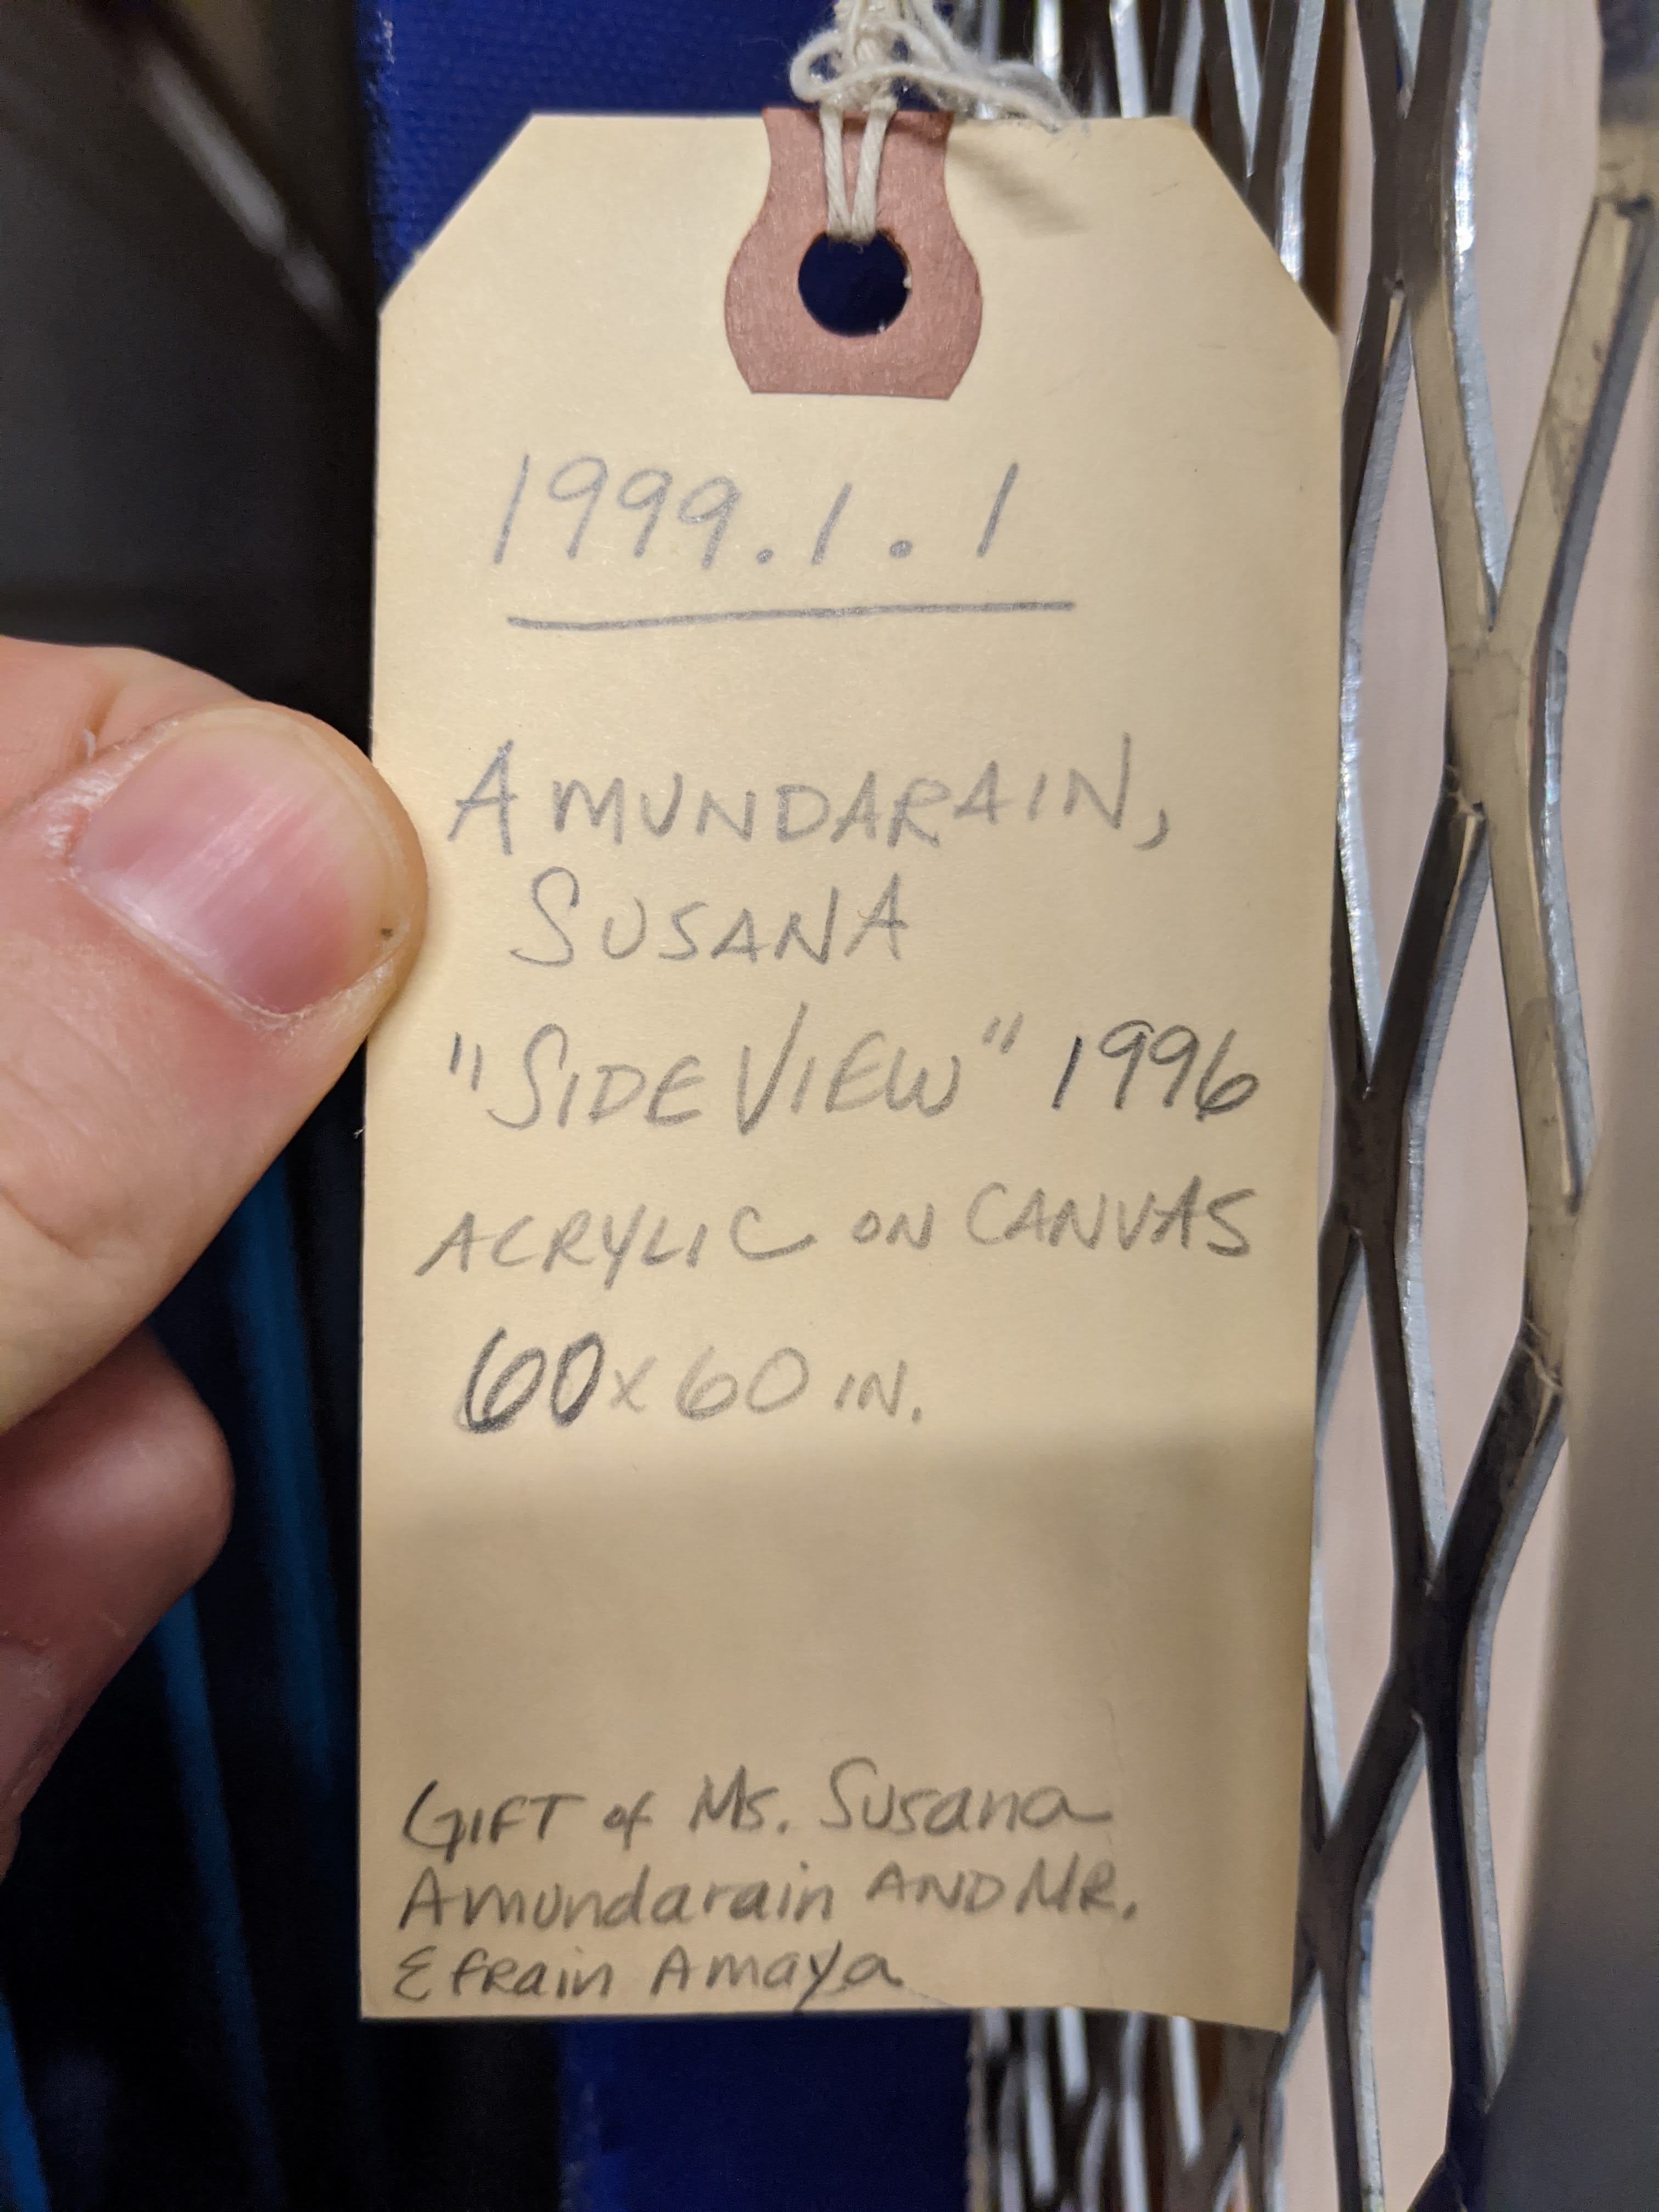 1999.1.1
AMUNDARAIN,
SUSANA
"SIDE VIEW" 1996
ACRYLIC ON CANVAS
60 x 60 IN.
GIFT of Ms. Susana
Amundarain AND MR.
Efrain Amaya